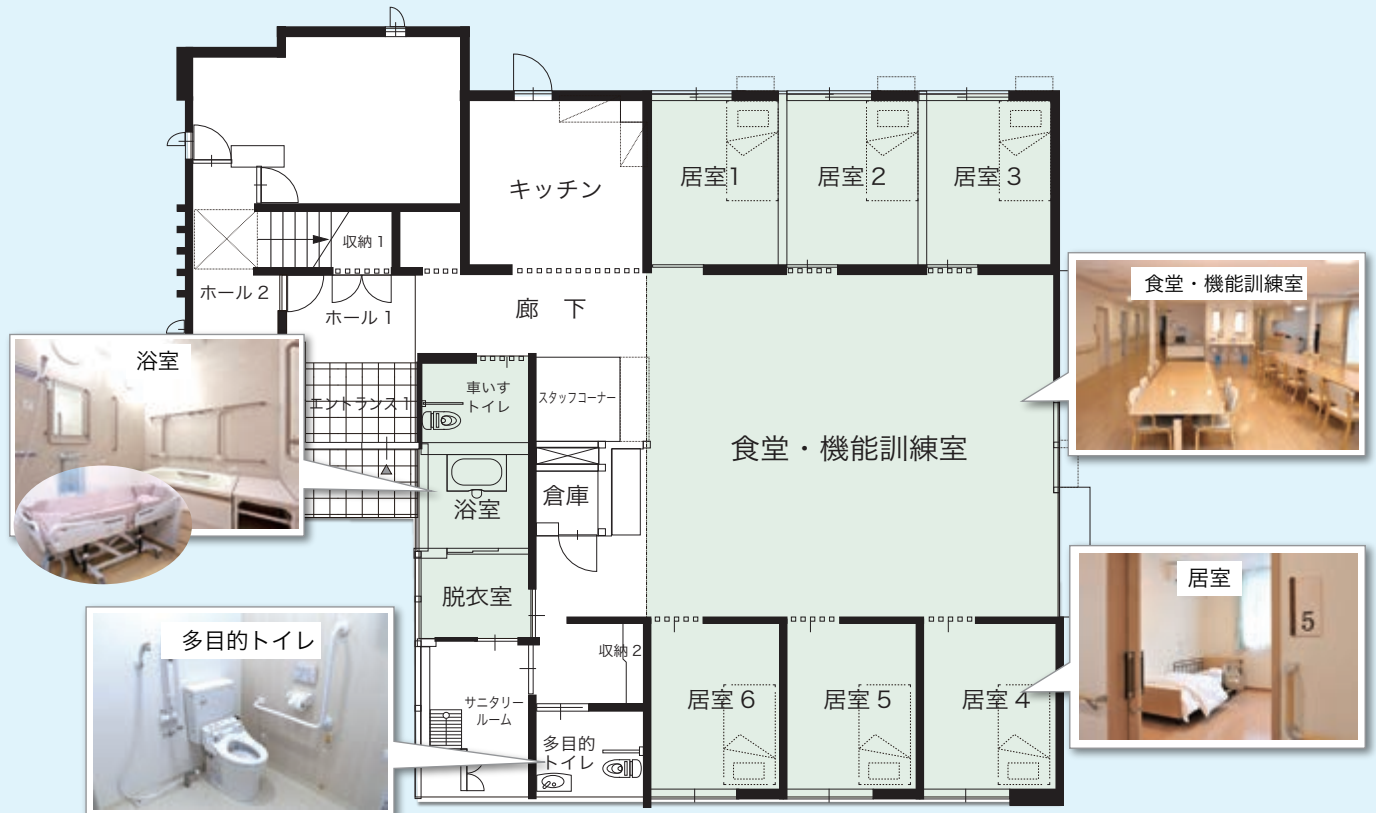 キッチン
居室1
居室 2
居室 3
収納 1
ホール 2
ホール 1
廊 下
食堂・機能訓練室
浴室
車いす
トイレ
スタッフコーナー
エントランス 1
食堂・機能訓練室
浴室
倉庫
脱衣室
居室
5
多目的トイレ
収納 2
サニタリー
ルーム
居室 6
居室 5
居室 4
多目的
トイレ